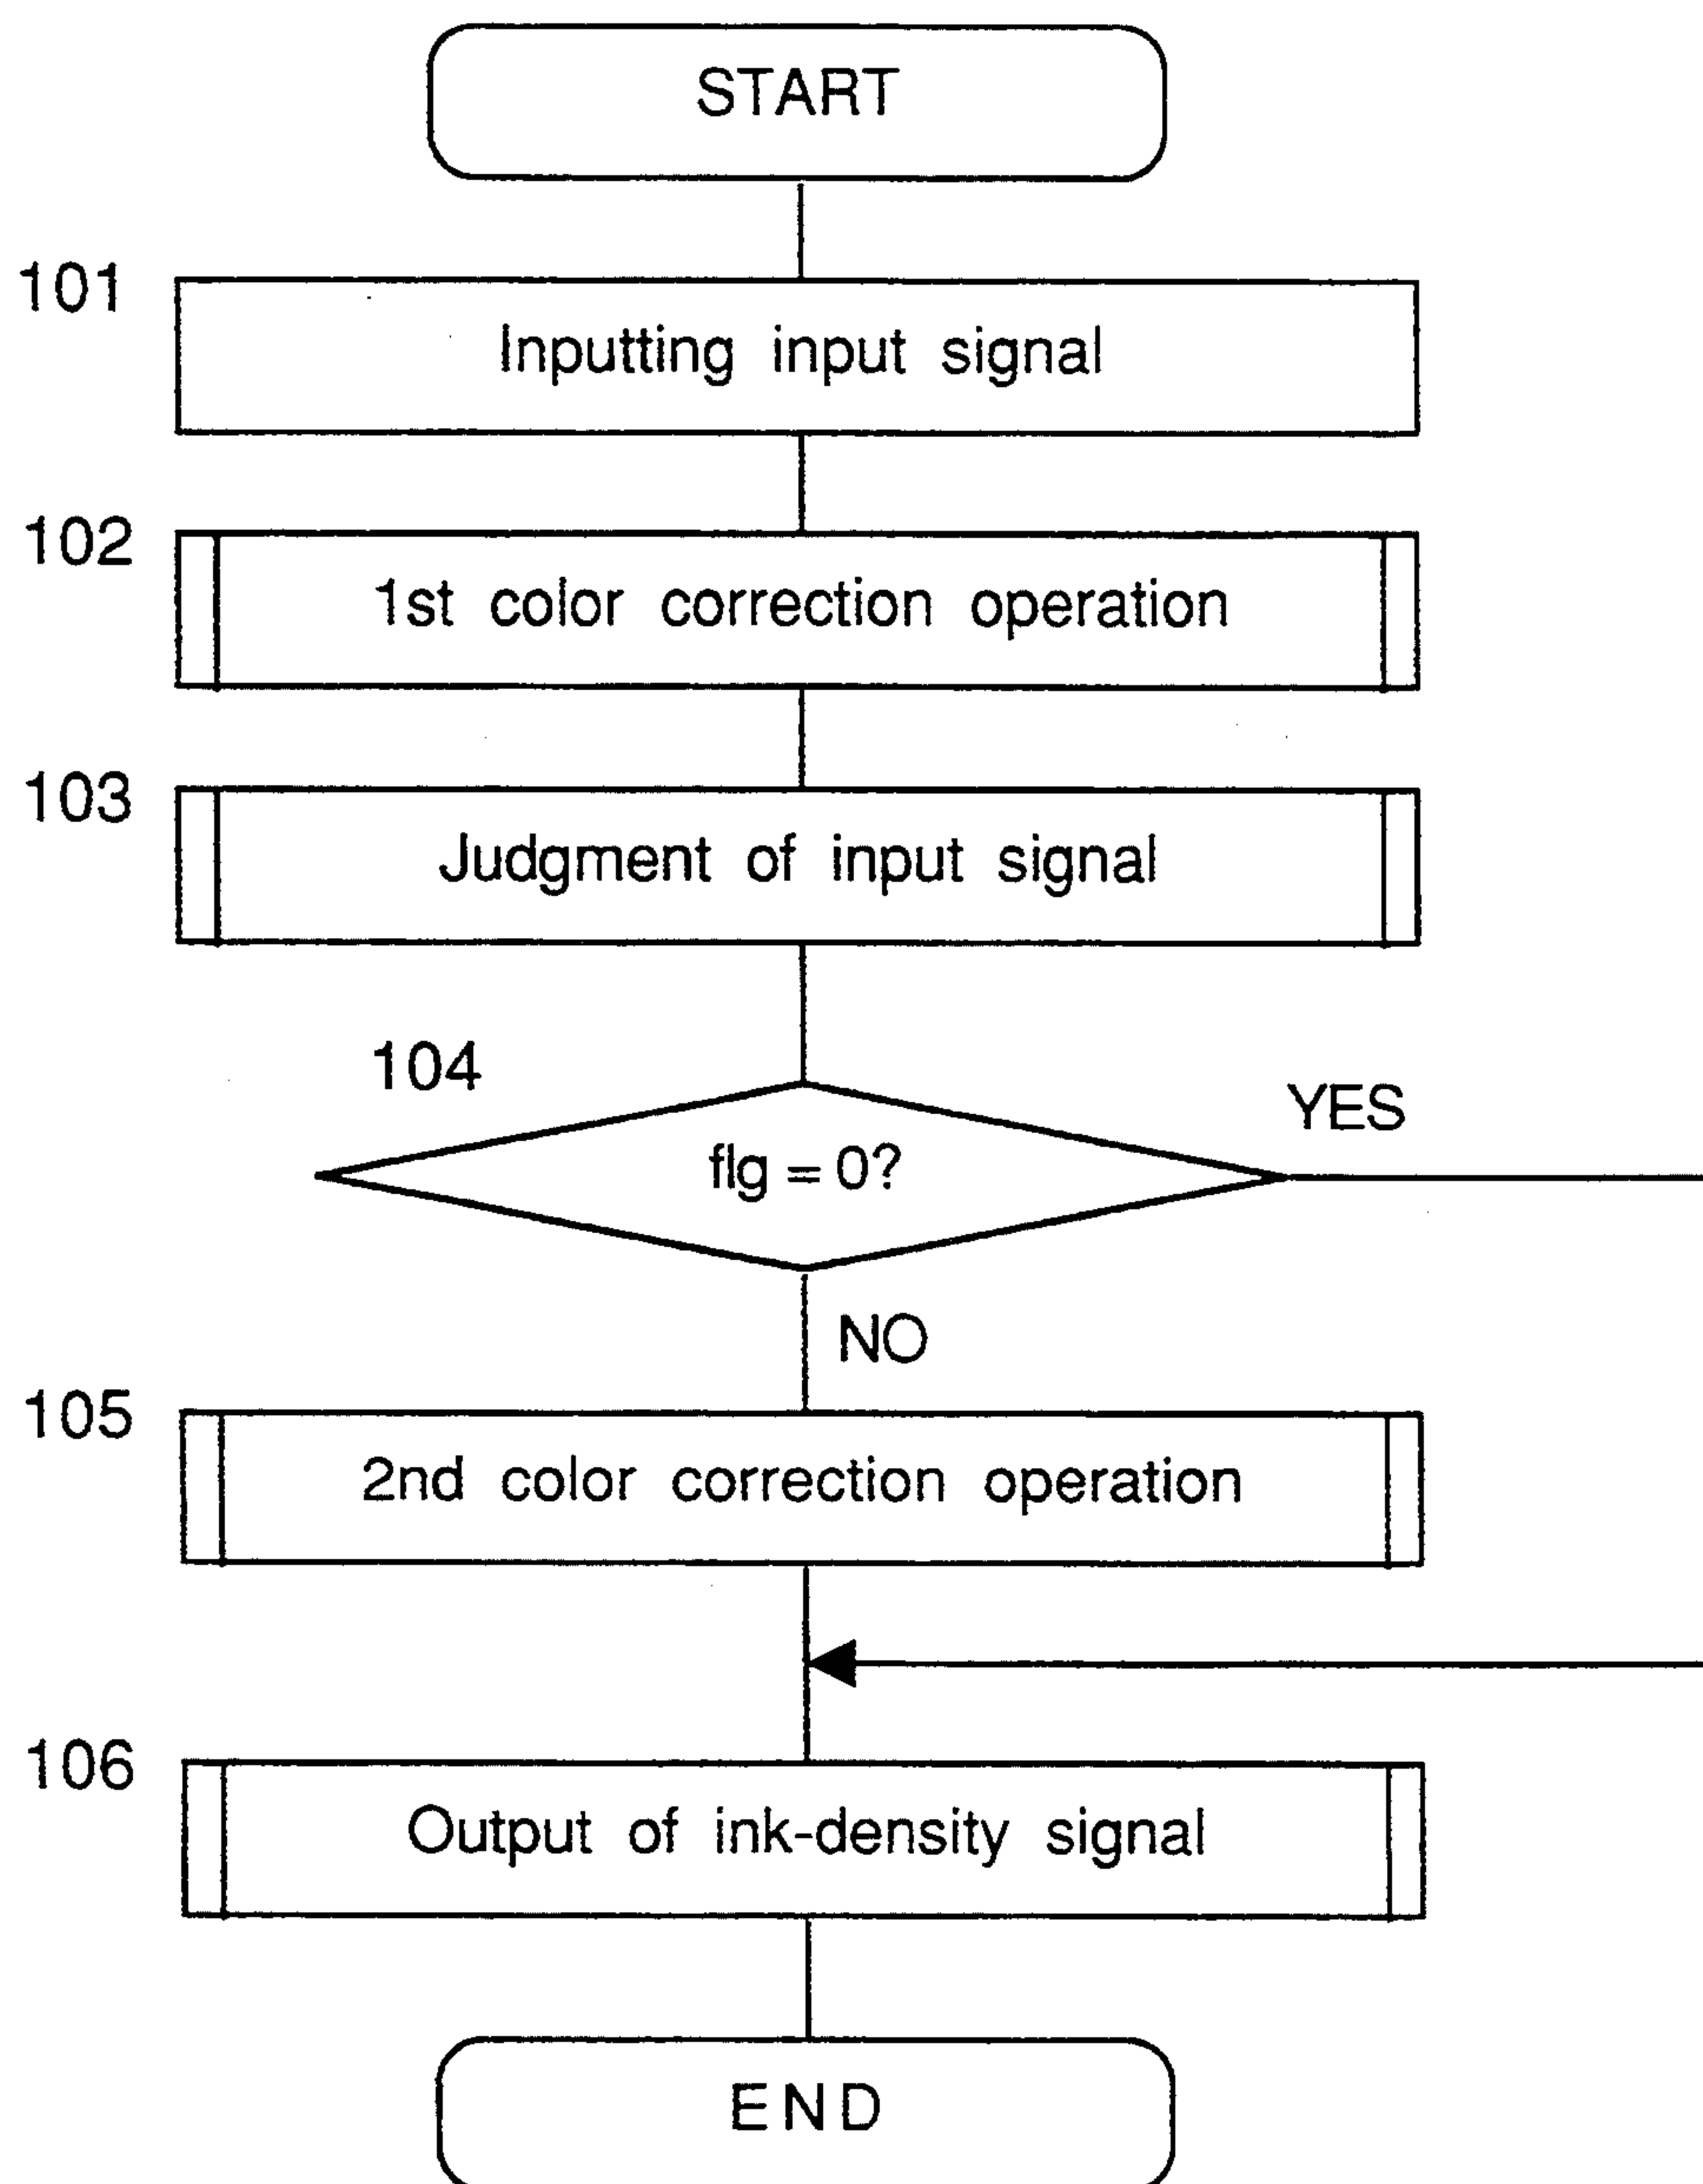 START
101
Inputting input signal
102
1st color correction operation
103
Judgment of input signal
104
YES
flg = 0?
NO
105
2nd color correction operation
106
Output of ink-density signal
END